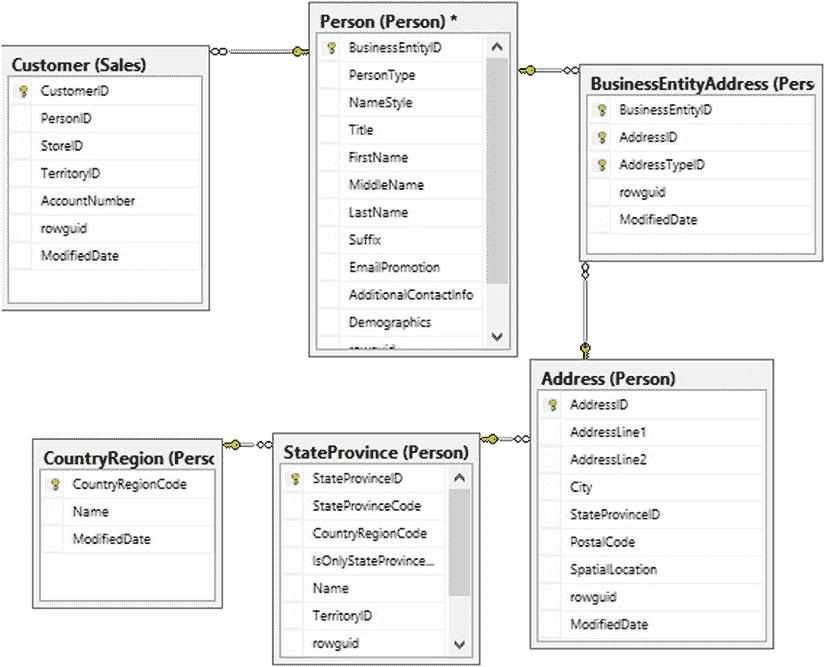 Customer (Sales)
CustomerID
PersonID
StoreID
TerritoryID
AccountNumber
rowguid
ModifiedDate
Person (Person) *
BusinessEntityID
PersonType
NameStyle
Title
FirstName
MiddleName
LastName
Suffix
EmailPromotion
AdditionalContactInfo
Demographics
BusinessEntityAddress (Pers
BusinessEntityID
AddressID
AddressTypeID
rowguid
ModifiedDate
CountryRegion (Persc
CountryRegionCode
Name
ModifiedDate
StateProvince (Person)
StateProvinceID
StateProvinceCode
CountryRegionCode
IsOnlyStateProvince...
Name
TerritoryID
rowguid
Address (Person)
AddressID
AddressLine1
AddressLine2
City
StateProvinceID
PostalCode
SpatialLocation
rowguid
ModifiedDate